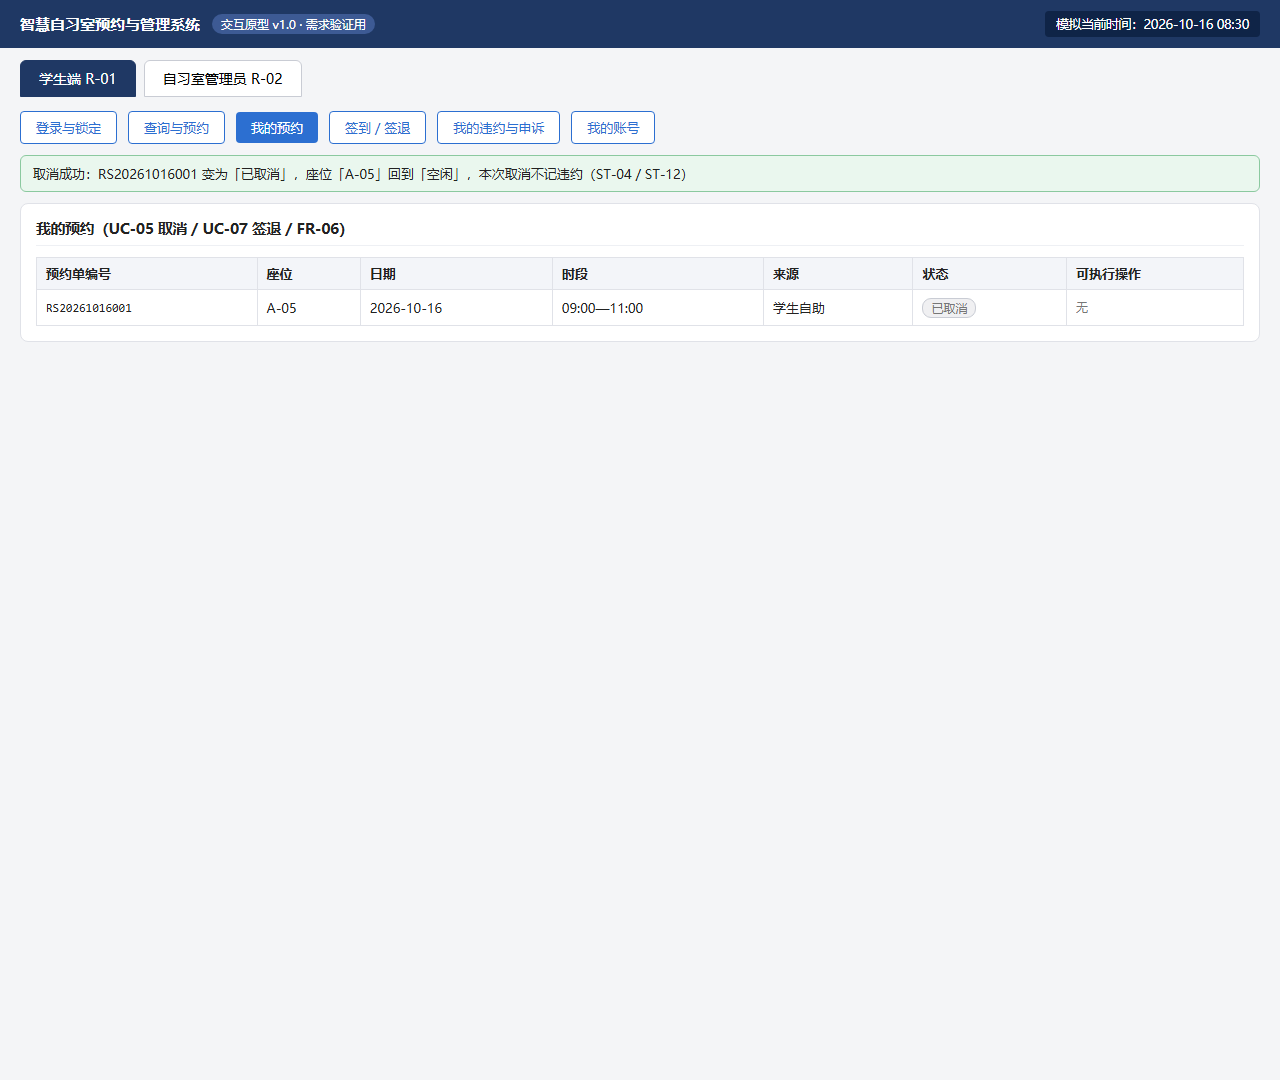 智慧自习室预约与管理系统 交互原型 v1.0 · 需求验证用 模拟当前时间：2026-10-16 08:30
学生端 R-01 自习室管理员 R-02
登录与锁定 查询与预约 我的预约 签到 / 签退 我的违约与申诉 我的账号
取消成功：RS20261016001 变为「已取消」，座位「A-05」回到「空闲」，本次取消不记违约（ST-04 / ST-12）
我的预约（UC-05 取消 / UC-07 签退 / FR-06）
预约单编号 座位 日期 时段 来源 状态 可执行操作
RS20261016001 A-05 2026-10-16 09:00—11:00 学生自助 已取消 无